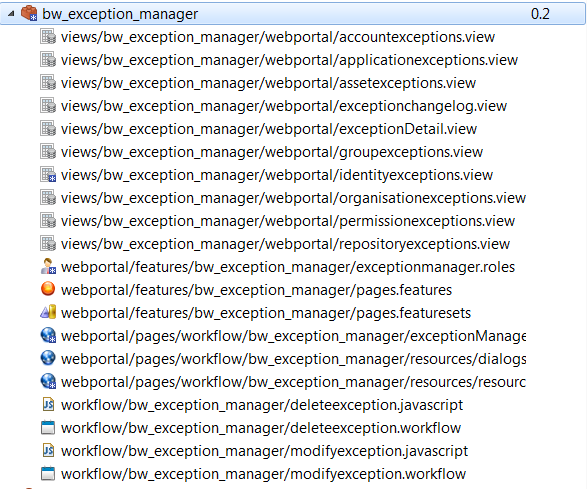 bw_exception_manager 0.2
views/bw_exception_manager/webportal/accountexceptions.view
views/bw_exception_manager/webportal/applicationexceptions.view
views/bw_exception_manager/webportal/assetexceptions.view
views/bw_exception_manager/webportal/exceptionchangelog.view
views/bw_exception_manager/webportal/exceptionDetail.view
views/bw_exception_manager/webportal/groupexceptions.view
views/bw_exception_manager/webportal/identityexceptions.view
views/bw_exception_manager/webportal/organisationexceptions.view
views/bw_exception_manager/webportal/permissionexceptions.view
views/bw_exception_manager/webportal/repositoryexceptions.view
webportal/features/bw_exception_manager/exceptionmanager.roles
webportal/features/bw_exception_manager/pages.features
webportal/features/bw_exception_manager/pages.featuresets
webportal/pages/workflow/bw_exception_manager/exceptionManage
webportal/pages/workflow/bw_exception_manager/resources/dialogs
webportal/pages/workflow/bw_exception_manager/resources/resourc
workflow/bw_exception_manager/deleteexception.javascript
workflow/bw_exception_manager/deleteexception.workflow
workflow/bw_exception_manager/modifyexception.javascript
workflow/bw_exception_manager/modifyexception.workflow